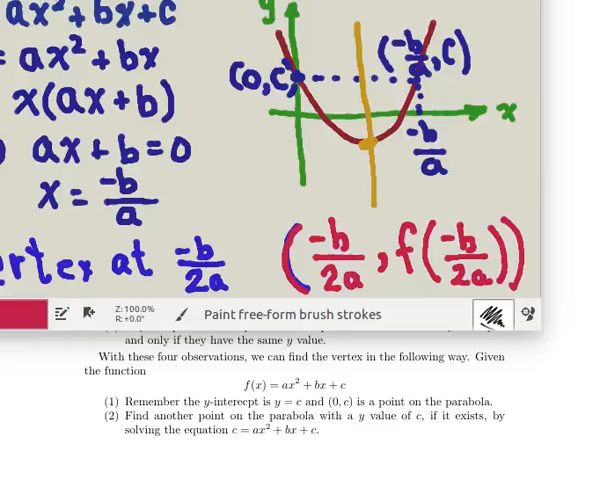 ax²+bx+c
y
= ax²+bx
(-b/a, c)
(0,c)
x(ax+b)
x
-b/a
ax+b=0
x = -b/a
vertex at -b/2a
(-b/2a, f(-b/2a))
Z: 100.0%
R: +0.0°
Paint free-form brush strokes
and only if they have the same y value.
With these four observations, we can find the vertex in the following way. Given
the function
f(x) = ax² + bx + c
(1) Remember the y-interecpt is y = c and (0, c) is a point on the parabola.
(2) Find another point on the parabola with a y value of c, if it exists, by
solving the equation c = ax² + bx + c.